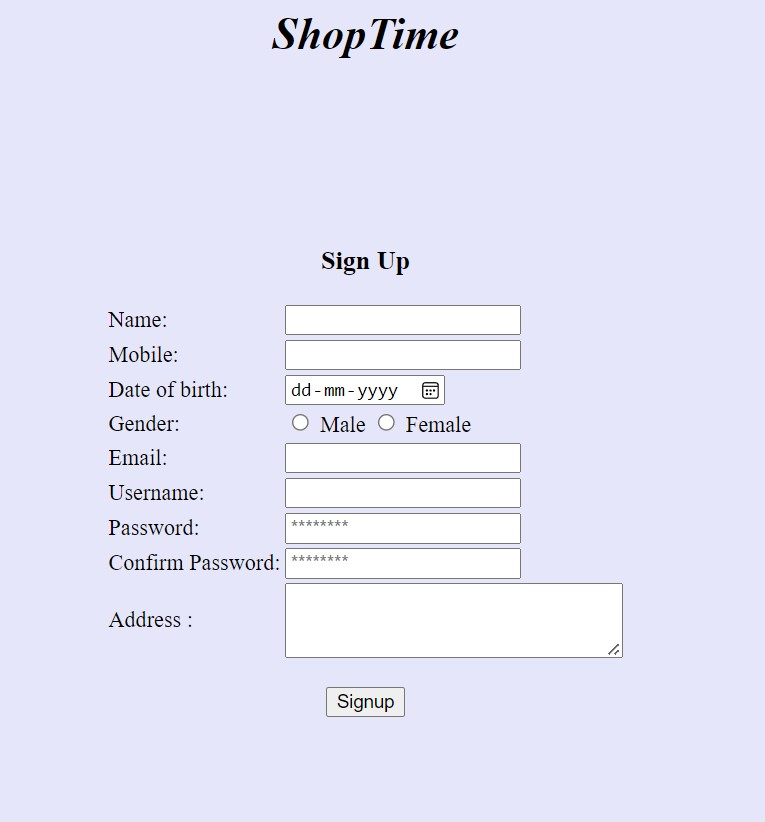 ShopTime
Sign Up
Name:
Mobile:
Date of birth: dd-mm-yyyy
Gender: Male Female
Email:
Username:
Password: ********
Confirm Password: ********
Address :
Signup